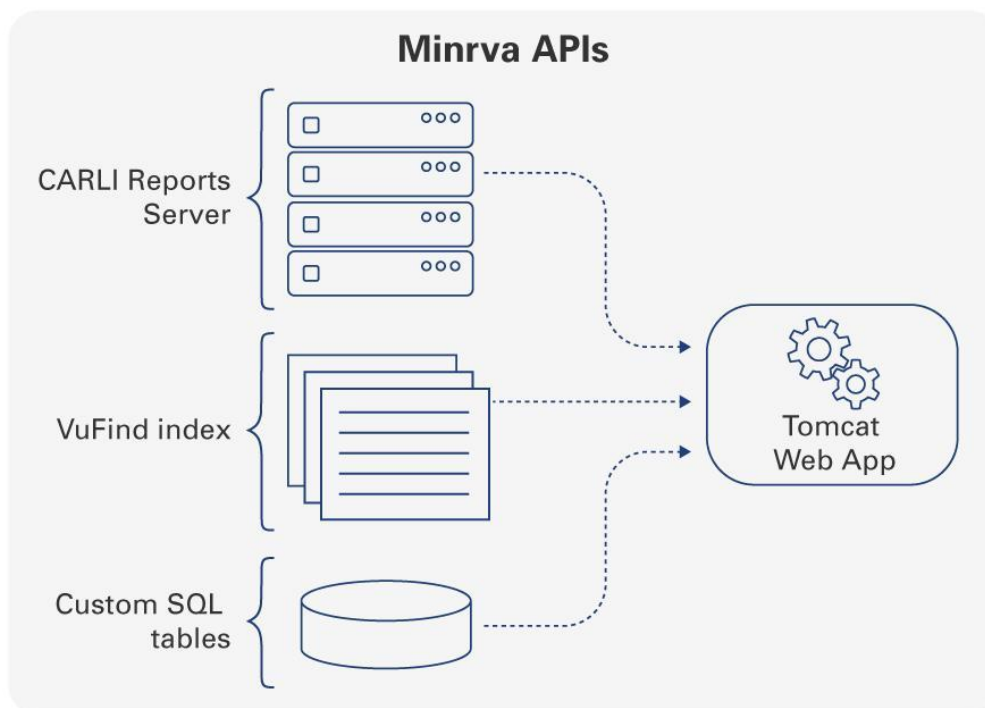 Minrva APIs
CARLI Reports
Server
VuFind index
Custom SQL
tables
Tomcat
Web App